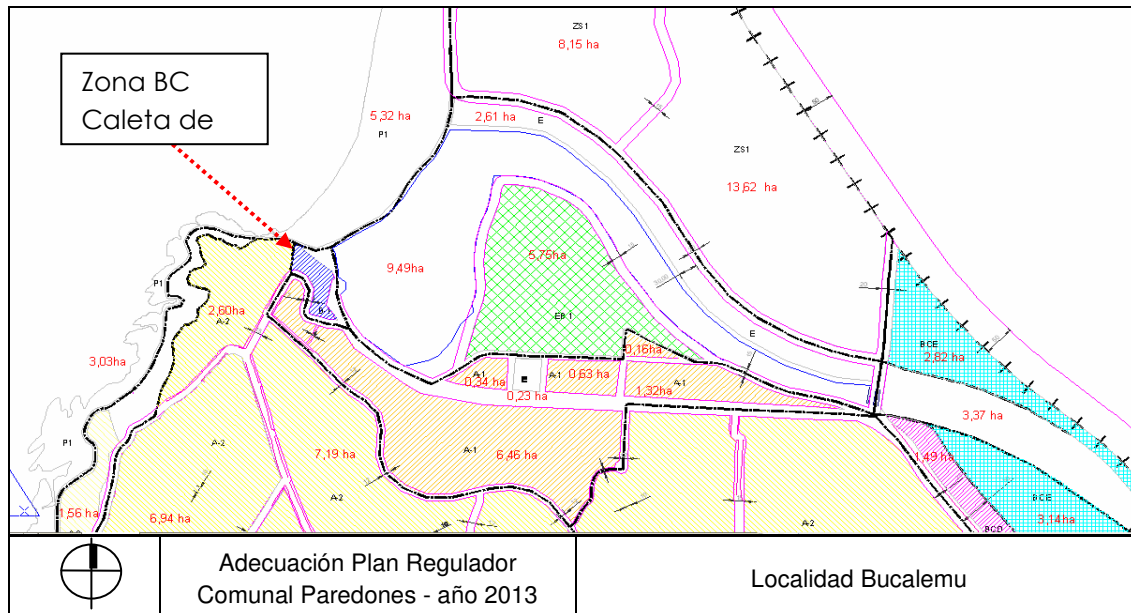 ZS1
8,15 ha
Zona BC
Caleta de
5,32 ha
P1
2,61 ha
E
ZS1
13,62 ha
P1
9,49ha
5,75ha
EB.1
2,60 ha
A-2
3,03ha
E
BCE
2,82 ha
0,16ha
A-1
0,34 ha
E
A-1
0,63 ha
A-1
1,32ha
0,23 ha
3,37 ha
P1
A-2
7,19 ha
A-1
6,46 ha
1,49 ha
BCE
3,14ha
1,56 ha
6,94 ha
A-2
A-2
BCD
Adecuación Plan Regulador
Comunal Paredones - año 2013
Localidad Bucalemu